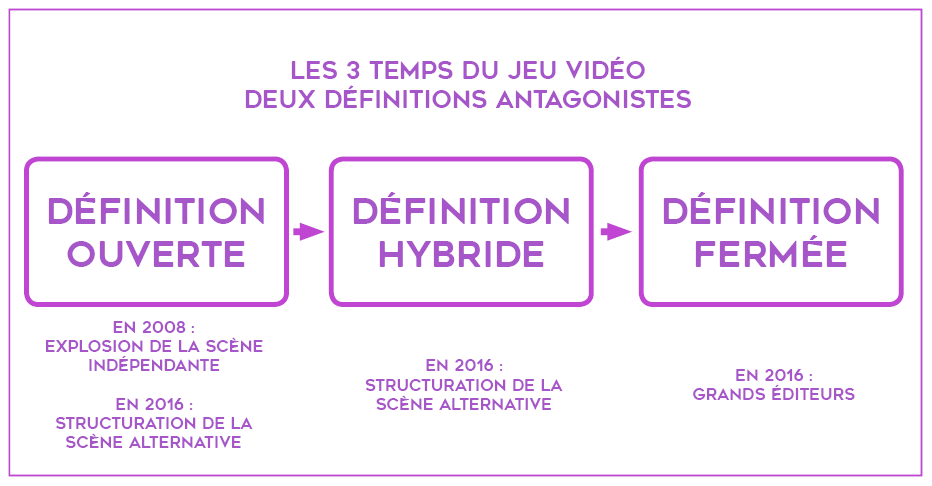 LES 3 TEMPS DU JEU VIDÉO
DEUX DÉFINITIONS ANTAGONISTES
DÉFINITION
OUVERTE
DÉFINITION
HYBRIDE
DÉFINITION
FERMÉE
EN 2008 :
EXPLOSION DE LA SCÈNE
INDÉPENDANTE
EN 2016 :
STRUCTURATION DE LA
SCÈNE ALTERNATIVE
EN 2016 :
STRUCTURATION DE LA
SCÈNE ALTERNATIVE
EN 2016 :
GRANDS ÉDITEURS